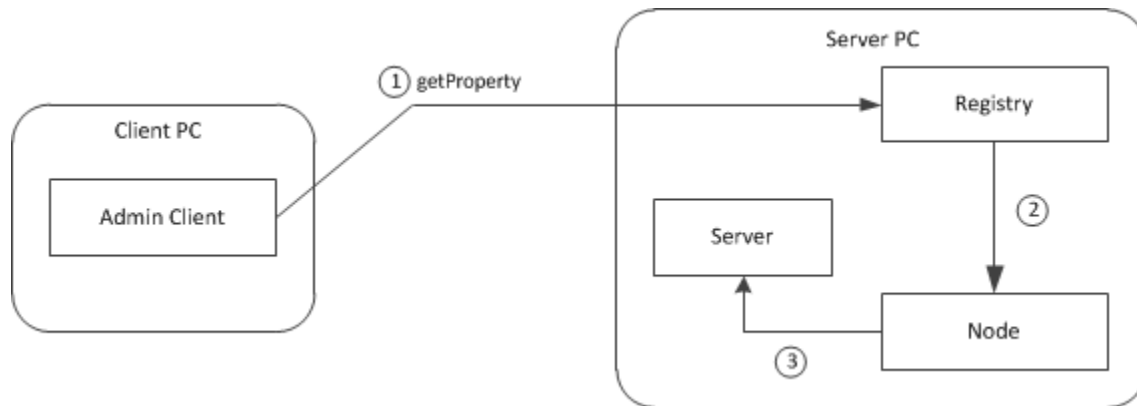 Server PC
① getProperty
Registry
Client PC
Admin Client
②
Server
Node
③